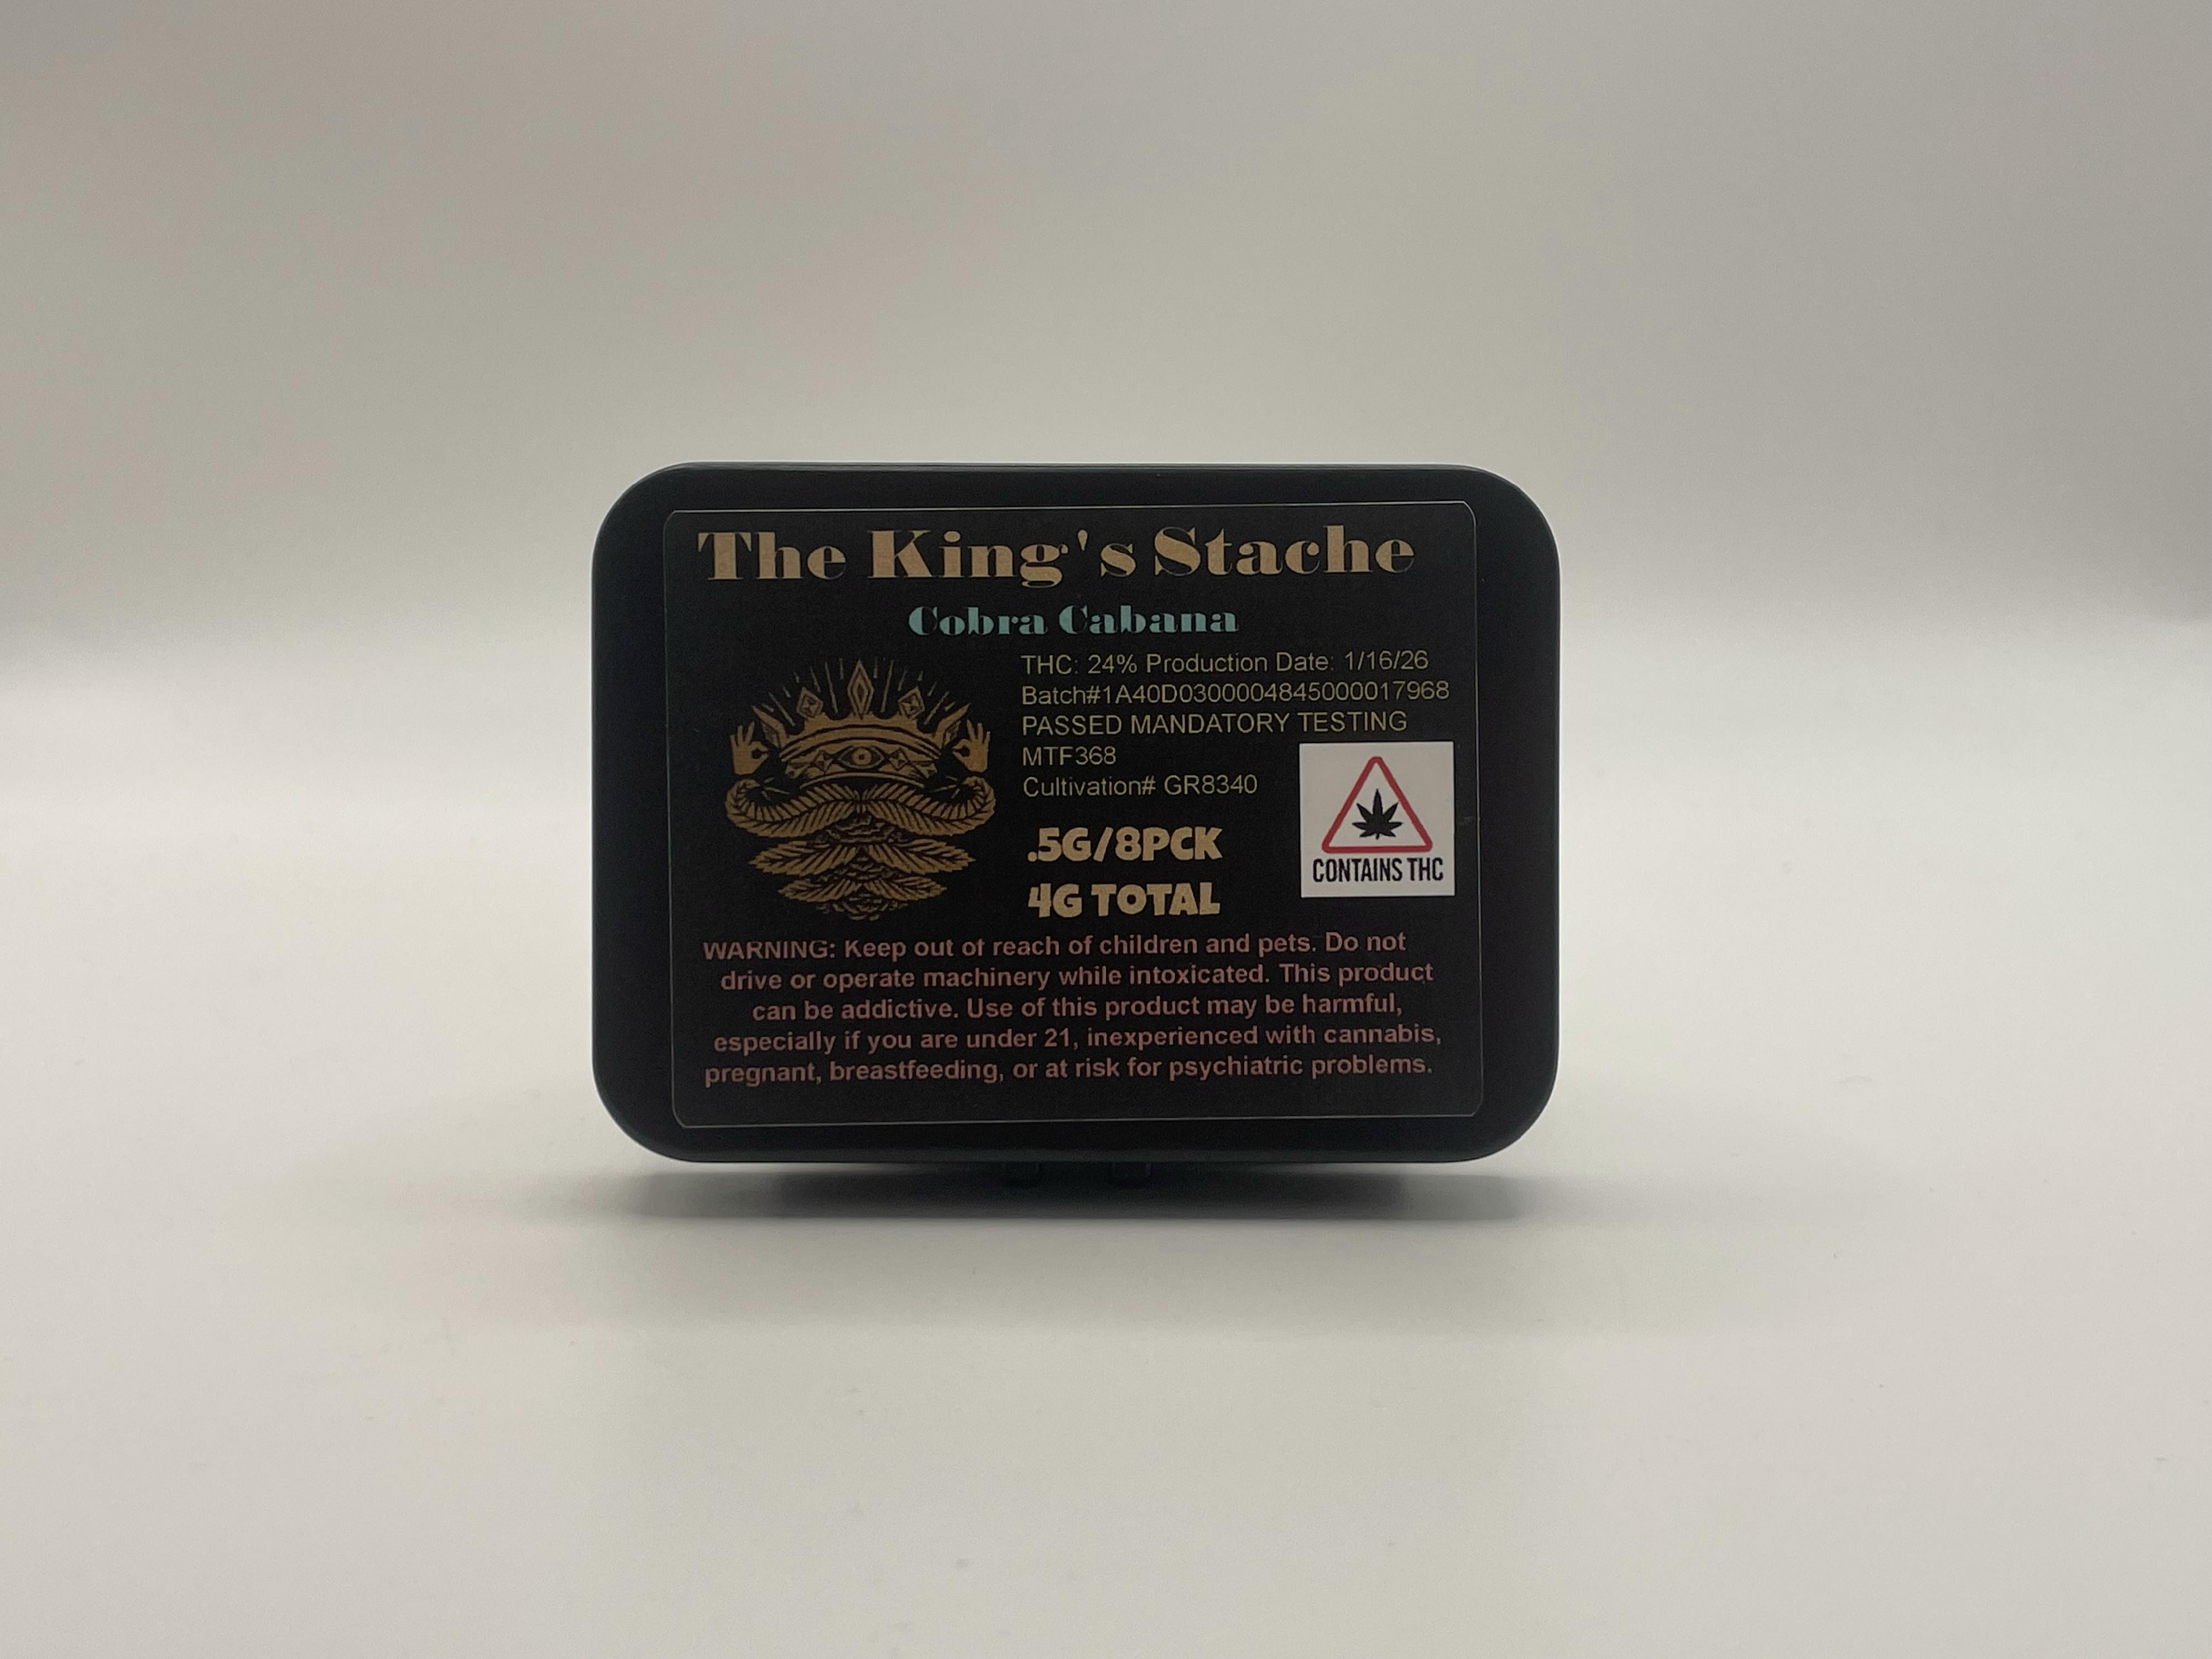 The King's Stache
Cobra Cabana
THC: 24% Production Date: 1/16/26
Batch#1A40D0300004845000017968
PASSED MANDATORY TESTING
MTF368
Cultivation# GR8340
.5G/8PCK
4G TOTAL
CONTAINS THC
WARNING: Keep out of reach of children and pets. Do not
drive or operate machinery while intoxicated. This product
can be addictive. Use of this product may be harmful,
especially if you are under 21, inexperienced with cannabis,
pregnant, breastfeeding, or at risk for psychiatric problems.